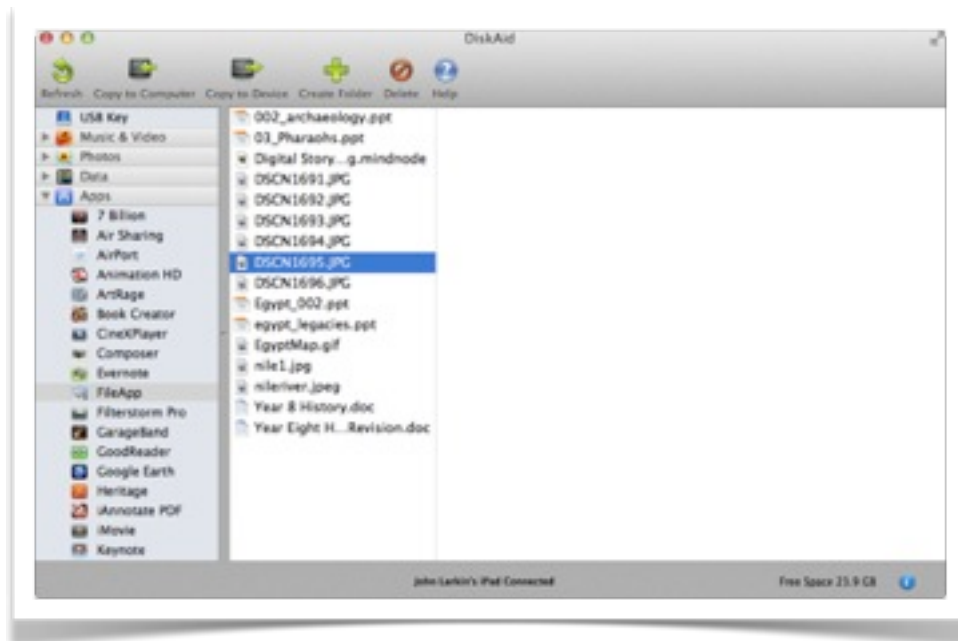 DiskAid
Refresh Copy to Computer Copy to Device Create Folder Delete Help
USB Key
Music & Video
Photos
Data
Apps
7 Billion
Air Sharing
AirPort
Animation HD
ArtRage
Book Creator
CineXPlayer
Composer
Evernote
FileApp
Filterstorm Pro
GarageBand
GoodReader
Google Earth
Heritage
iAnnotate PDF
iMovie
Keynote
002_archaeology.ppt
03_Pharaohs.ppt
Digital Story...g.mindnode
DSCN1691.JPG
DSCN1692.JPG
DSCN1693.JPG
DSCN1694.JPG
DSCN1695.JPG
DSCN1696.JPG
Egypt_002.ppt
egypt_legacies.ppt
EgyptMap.gif
nile1.jpg
nileriver.jpeg
Year 8 History.doc
Year Eight H...Revision.doc
John Larkin's iPad Connected
Free Space 23.9 GB